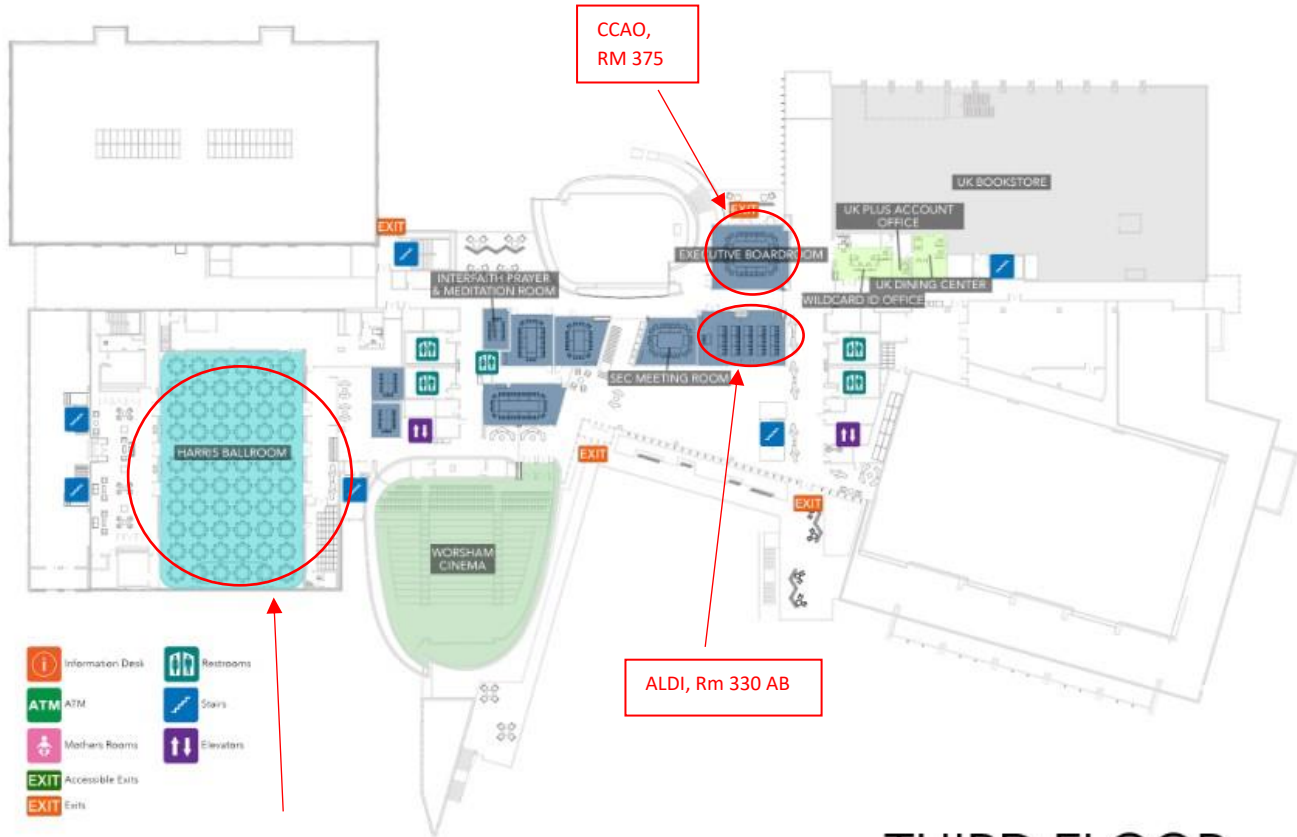 CCAO,
RM 375
UK BOOKSTORE
UK PLUS ACCOUNT
OFFICE
EXIT
EXIT
EXECUTIVE BOARDROOM
INTERFAITH PRAYER
& MEDITATION ROOM
UK DINING CENTER
WILDCARD ID OFFICE
SEC MEETING ROOM
HARRIS BALLROOM
EXIT
EXIT
WORSHAM
CINEMA
ALDI, Rm 330 AB
Information Desk
Restrooms
ATM ATM
Stairs
Mothers Rooms
Elevators
EXIT Accessible Exits
EXIT Exits
THIRD FLOOR